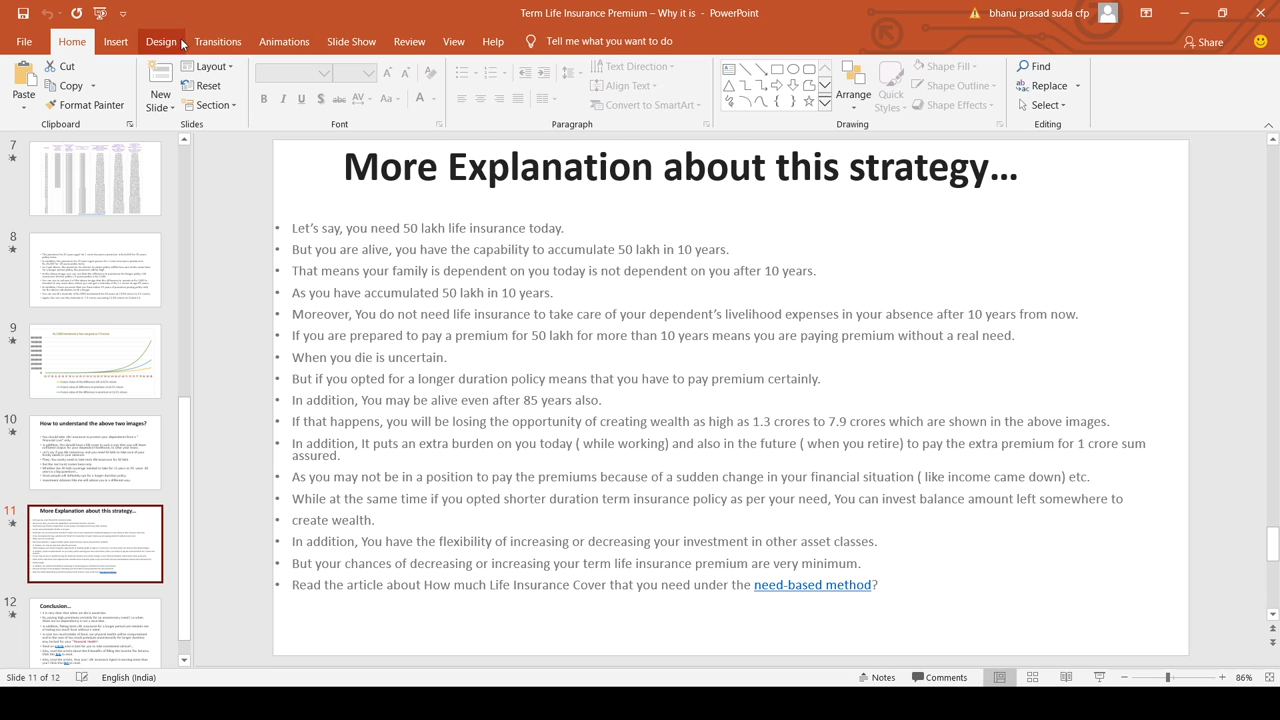 Term Life Insurance Premium – Why it is - PowerPoint
bhanu prasad suda cfp
File Home Insert Design Transitions Animations Slide Show Review View Help Tell me what you want to do
Share
Paste
Cut
Copy
Format Painter
Clipboard
New Slide
Layout
Reset
Section
Slides
B I U S abc AV Aa A
Font
Text Direction
Align Text
Convert to SmartArt
Paragraph
Arrange
Quick Styles
Shape Fill
Shape Outline
Shape Effects
Drawing
Find
Replace
Select
Editing
7
8
9
10
How to understand the above two images?
11
More Explanation about this strategy...
12
Conclusion...
More Explanation about this strategy…
• Let's say, you need 50 lakh life insurance today.
• But you are alive, you have the capability to accumulate 50 lakh in 10 years.
• That means your family is dependent on you today is not dependent on you after 10 years.
• As you have accumulated 50 lakh in 10 years.
• Moreover, You do not need life insurance to take care of your dependent's livelihood expenses in your absence after 10 years from now.
• If you are prepared to pay a premium for 50 lakh for more than 10 years means you are paying premium without a real need.
• When you die is uncertain.
• But if you opted for a longer duration policy means that you have to pay premium certainly.
• In addition, You may be alive even after 85 years also.
• If that happens, you will be losing the opportunity of creating wealth as high as 1.3 crores to 7.9 crores which are shown in the above images.
• In addition, it puts an extra burden on you today ( while working) and also in the future (when you retire) to pay the extra premium for 1 crore sum
assured.
• As you may not be in a position to pay the premiums because of a sudden change in your financial situation ( like income came down) etc.
• While at the same time if you opted shorter duration term insurance policy as per your need, You can invest balance amount left somewhere to
• create wealth.
• In addition, You have the flexibility of increasing or decreasing your investments in any asset classes.
• But your chances of decreasing or increasing your term life insurance premium are very minimum.
• Read the article about How much Life Insurance Cover that you need under the need-based method?
Slide 11 of 12
English (India)
Notes
Comments
86%